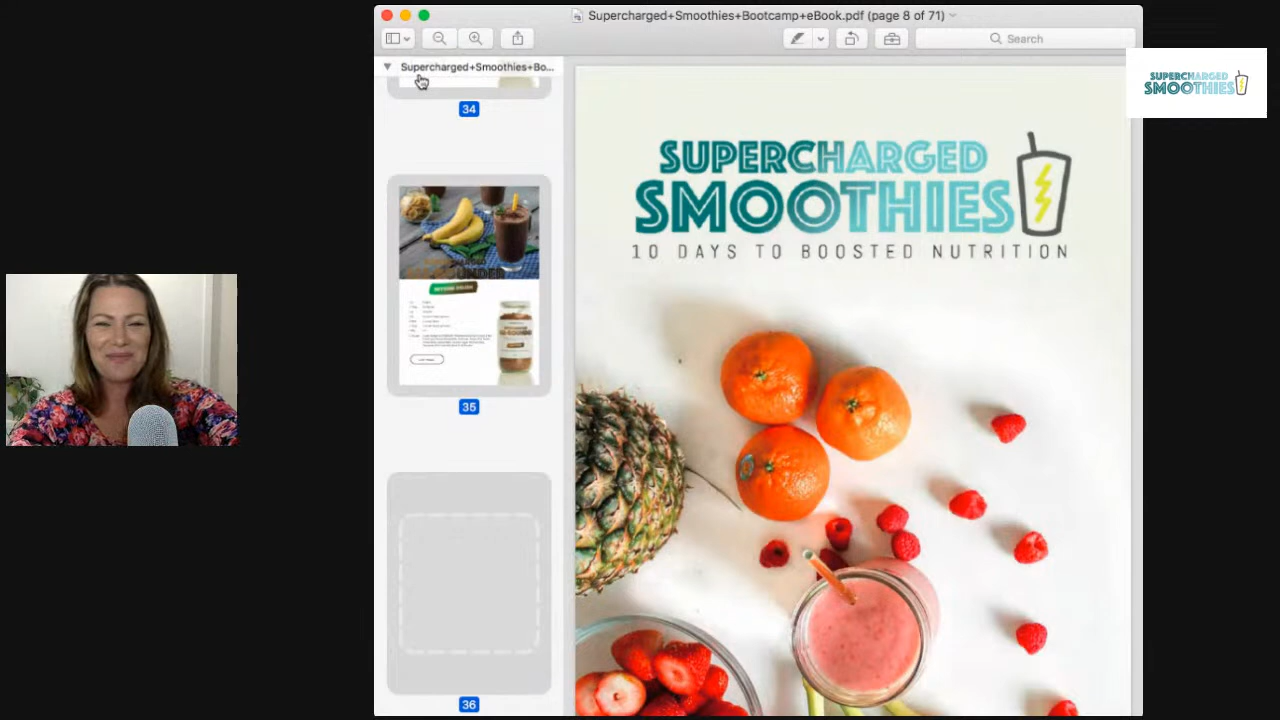 Supercharged+Smoothies+Bootcamp+eBook.pdf (page 8 of 71)
Search
Supercharged+Smoothies+Bo...
34
35
36
SUPERCHARGED
SMOOTHIES
10 DAYS TO BOOSTED NUTRITION
SUPERCHARGED
SMOOTHIES